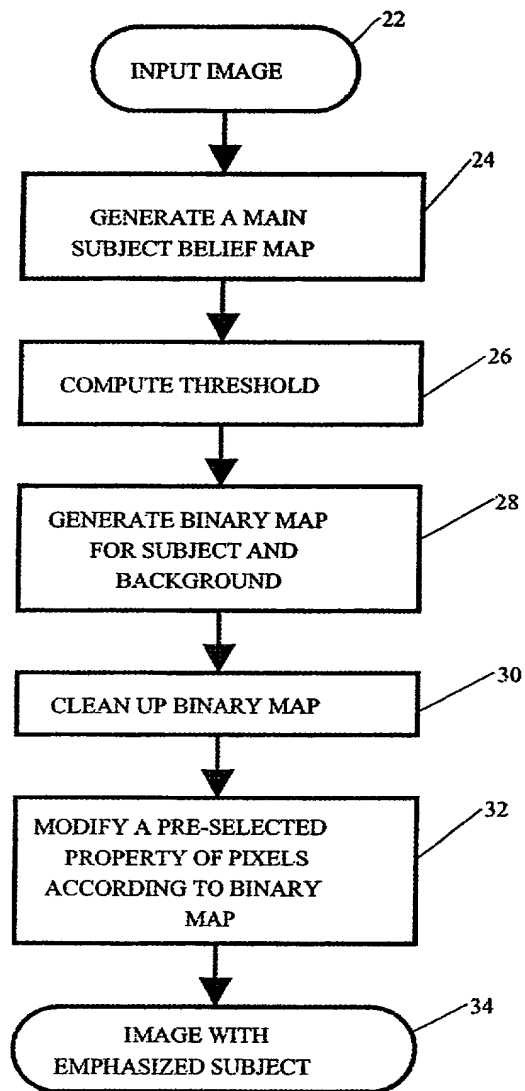 22
INPUT IMAGE
24
GENERATE A MAIN
SUBJECT BELIEF MAP
26
COMPUTE THRESHOLD
28
GENERATE BINARY MAP
FOR SUBJECT AND
BACKGROUND
30
CLEAN UP BINARY MAP
32
MODIFY A PRE-SELECTED
PROPERTY OF PIXELS
ACCORDING TO BINARY
MAP
34
IMAGE WITH
EMPHASIZED SUBJECT